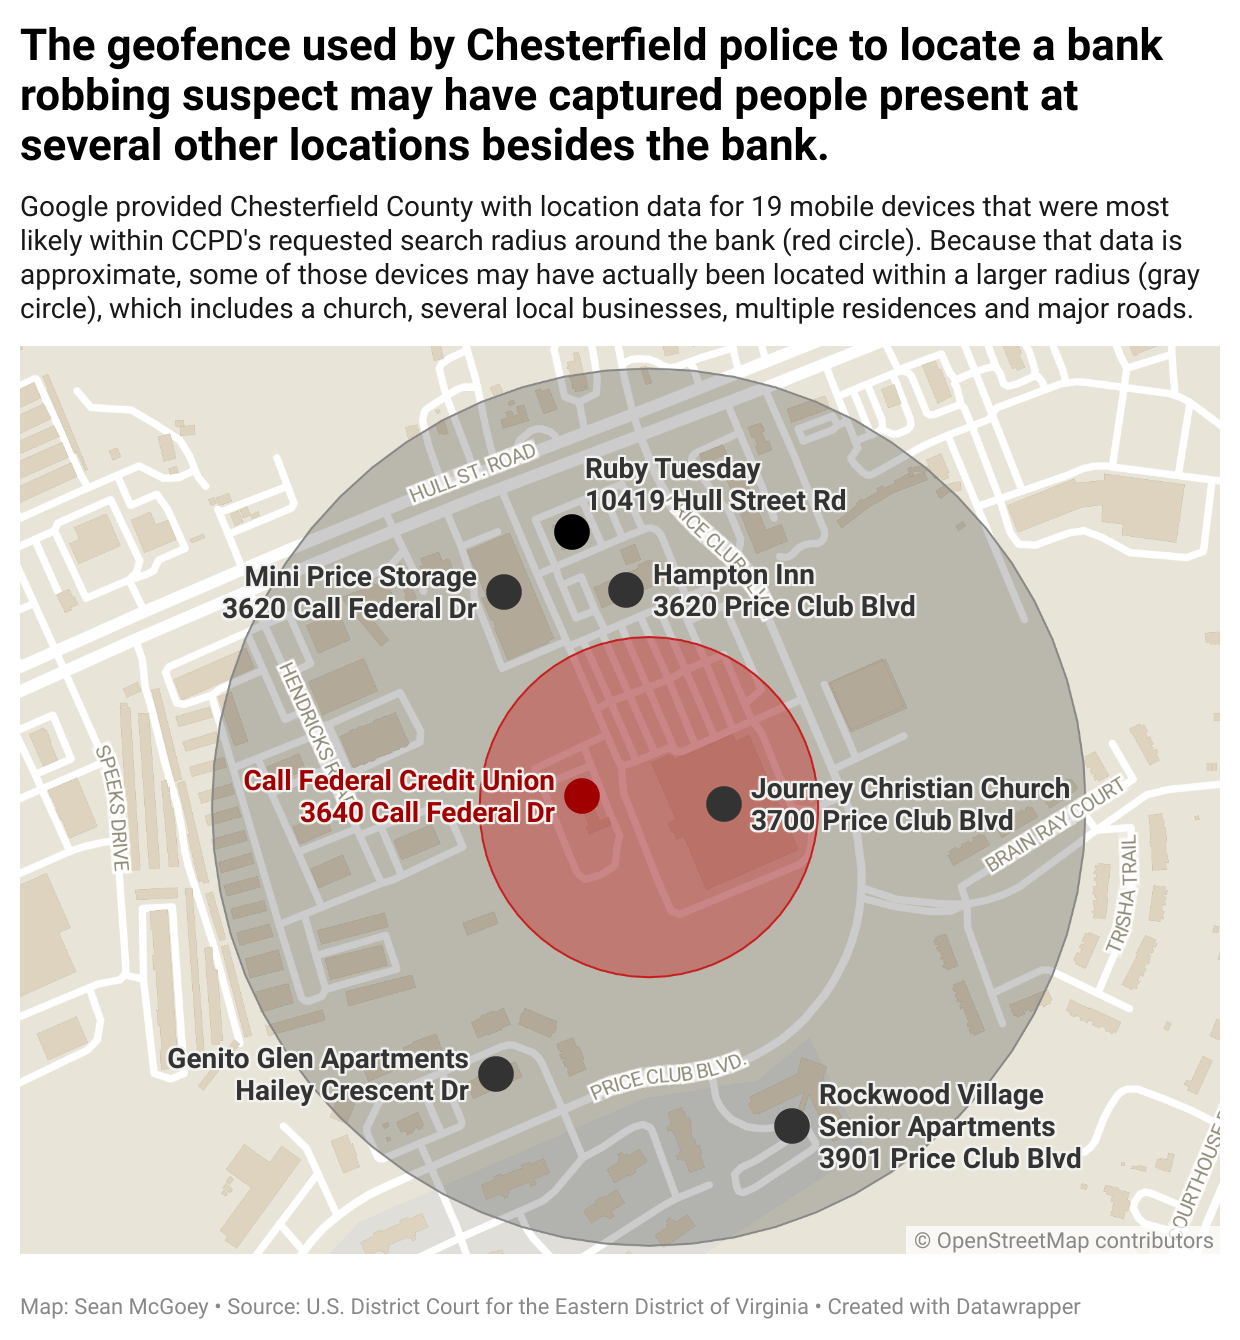 The geofence used by Chesterfield police to locate a bank
robbing suspect may have captured people present at
several other locations besides the bank.
Google provided Chesterfield County with location data for 19 mobile devices that were most
likely within CCPD's requested search radius around the bank (red circle). Because that data is
approximate, some of those devices may have actually been located within a larger radius (gray
circle), which includes a church, several local businesses, multiple residences and major roads.
HULL ST. ROAD
Ruby Tuesday
10419 Hull Street Rd
Mini Price Storage
3620 Call Federal Dr
Hampton Inn
3620 Price Club Blvd
HENDRICKS
SPEEKS DRIVE
Call Federal Credit Union
3640 Call Federal Dr
Journey Christian Church
3700 Price Club Blvd
BRAIN RAY COURT
TRISHA TRAIL
Genito Glen Apartments
Hailey Crescent Dr
PRICE CLUB BLVD.
Rockwood Village
Senior Apartments
3901 Price Club Blvd
© OpenStreetMap contributors
Map: Sean McGoey • Source: U.S. District Court for the Eastern District of Virginia • Created with Datawrapper